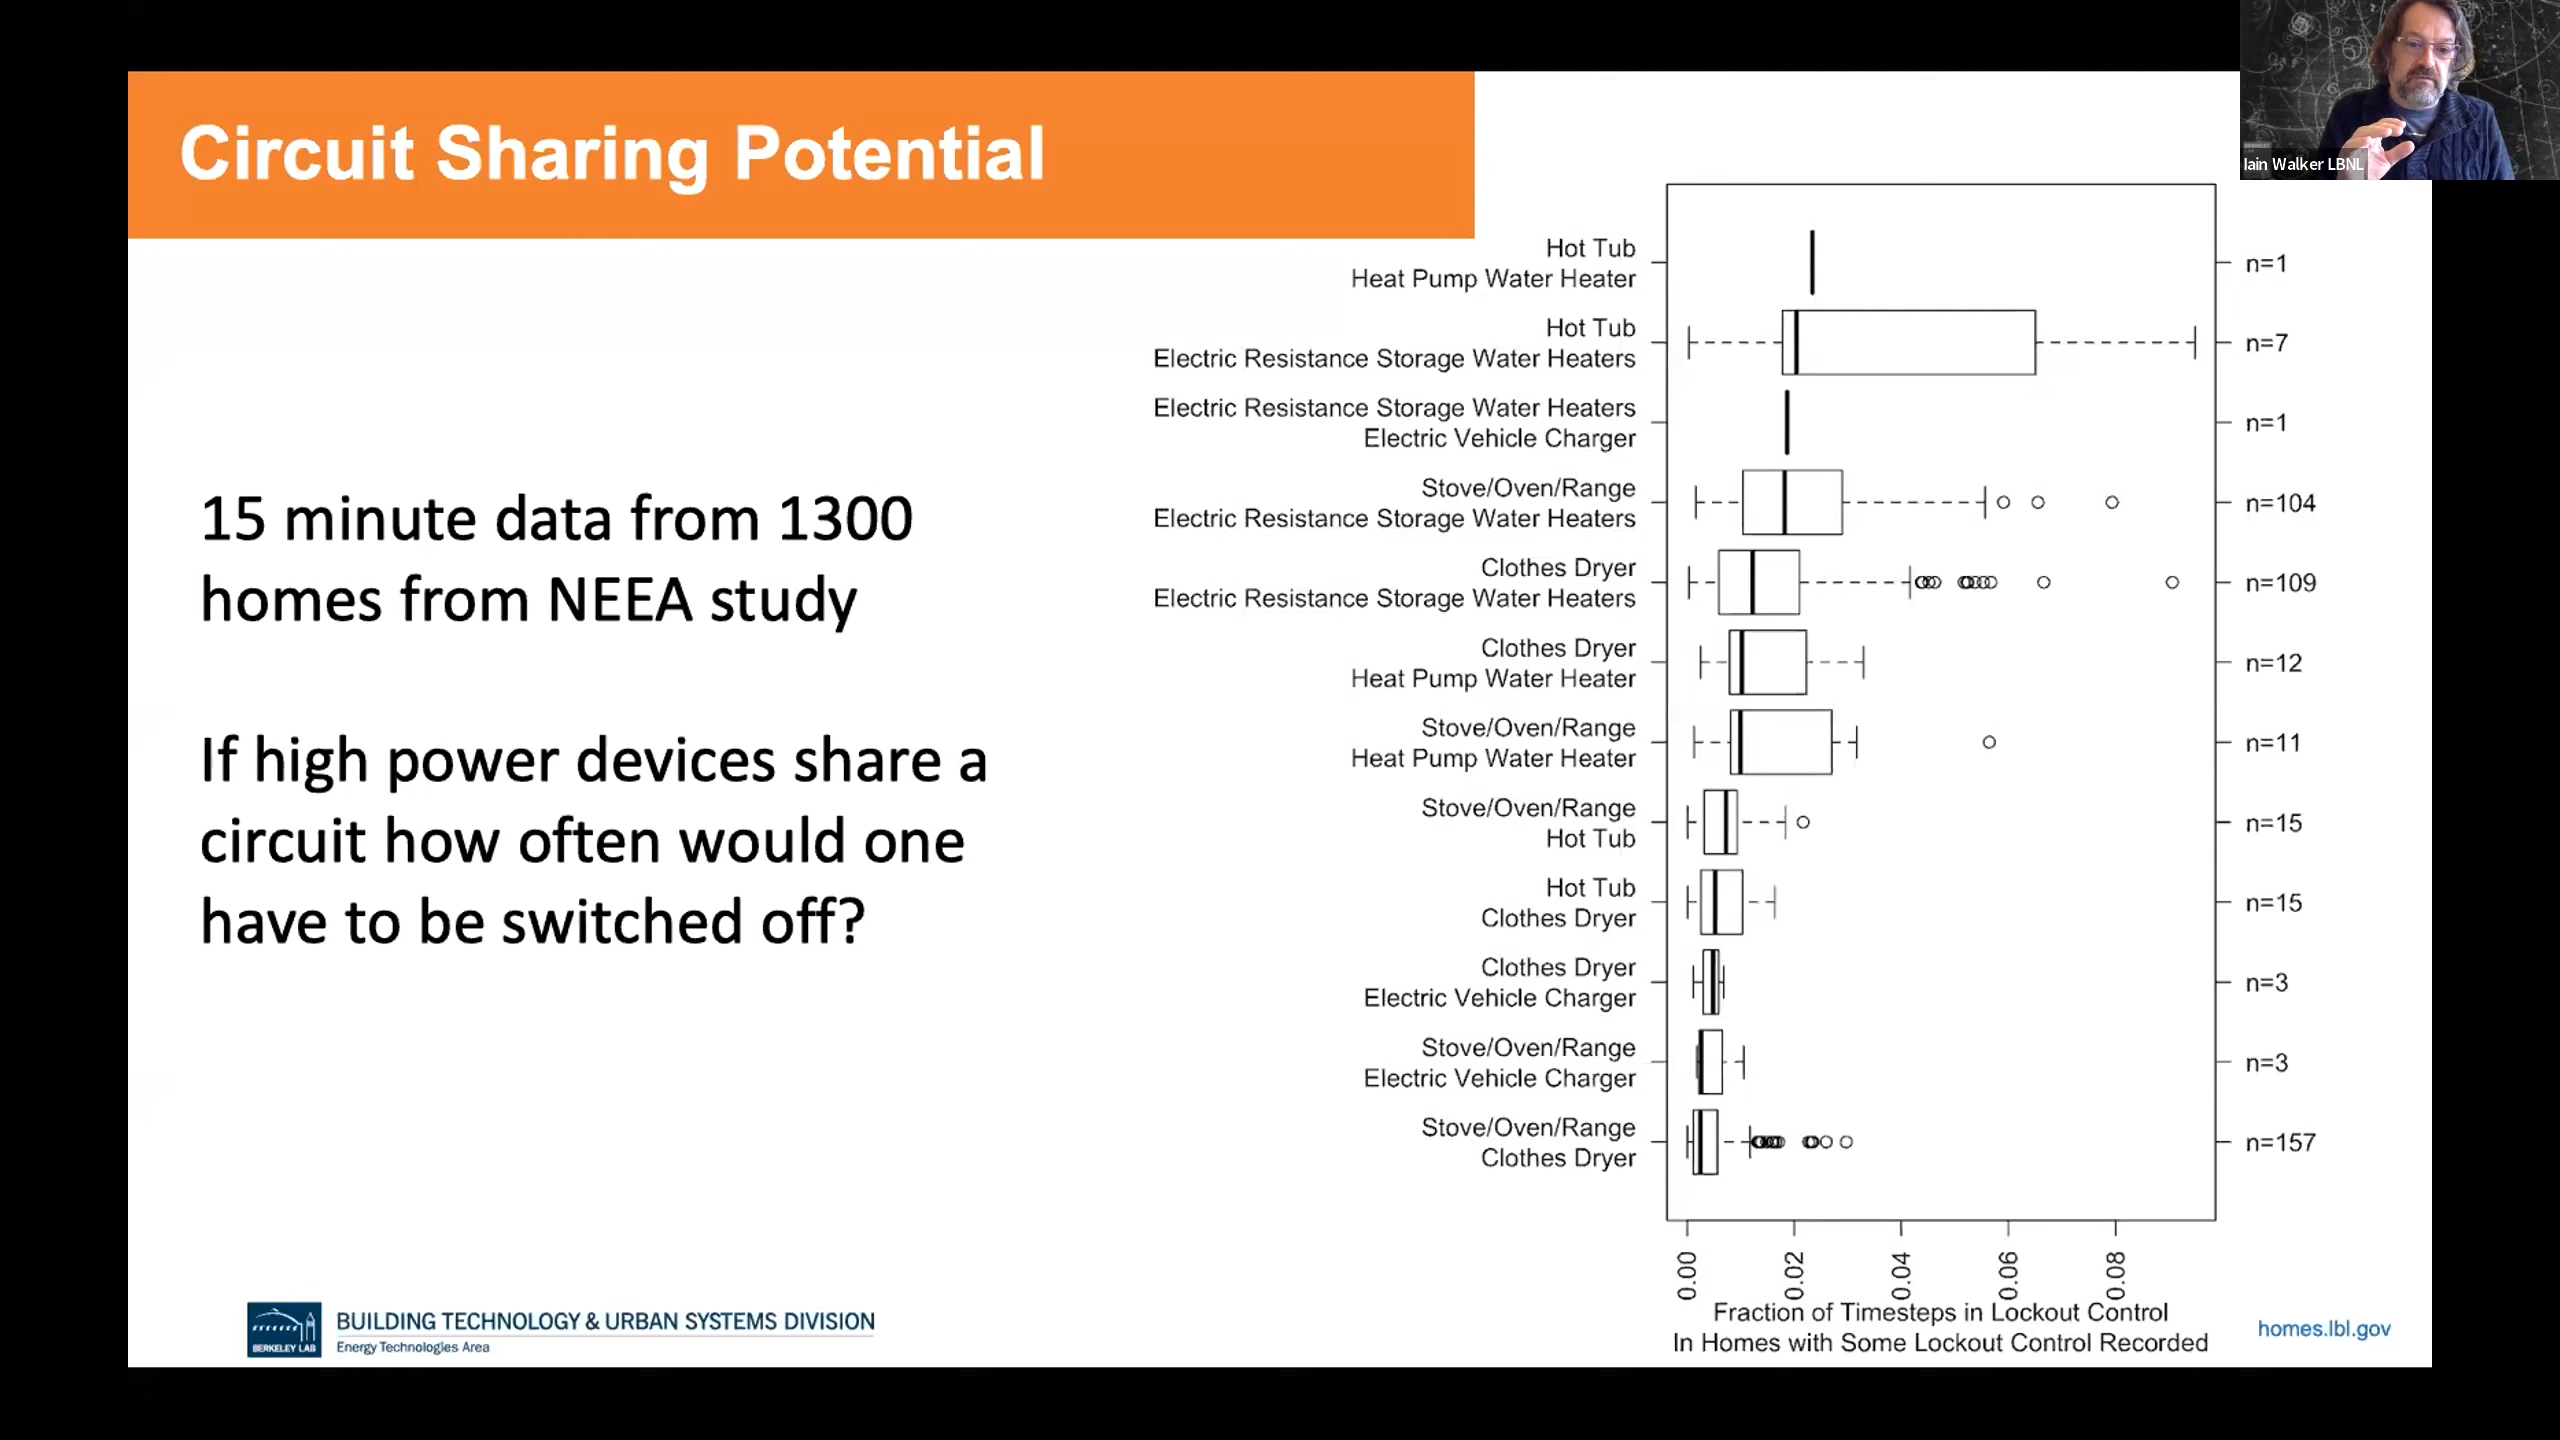 Iain Walker LBNL
Circuit Sharing Potential
15 minute data from 1300
homes from NEEA study
If high power devices share a
circuit how often would one
have to be switched off?
Hot Tub
Heat Pump Water Heater
n=1
Hot Tub
Electric Resistance Storage Water Heaters
n=7
Electric Resistance Storage Water Heaters
Electric Vehicle Charger
n=1
Stove/Oven/Range
Electric Resistance Storage Water Heaters
n=104
Clothes Dryer
Electric Resistance Storage Water Heaters
n=109
Clothes Dryer
Heat Pump Water Heater
n=12
Stove/Oven/Range
Heat Pump Water Heater
n=11
Stove/Oven/Range
Hot Tub
n=15
Hot Tub
Clothes Dryer
n=15
Clothes Dryer
Electric Vehicle Charger
n=3
Stove/Oven/Range
Electric Vehicle Charger
n=3
Stove/Oven/Range
Clothes Dryer
n=157
0.00
0.02
0.04
0.06
0.08
Fraction of Timesteps in Lockout Control
In Homes with Some Lockout Control Recorded
BERKELEY LAB
BUILDING TECHNOLOGY & URBAN SYSTEMS DIVISION
Energy Technologies Area
homes.lbl.gov